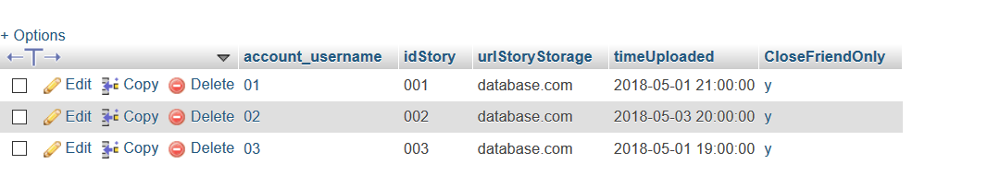 + Options
←T→ account_username idStory urlStoryStorage timeUploaded CloseFriendOnly
Edit Copy Delete 01 001 database.com 2018-05-01 21:00:00 y
Edit Copy Delete 02 002 database.com 2018-05-03 20:00:00 y
Edit Copy Delete 03 003 database.com 2018-05-01 19:00:00 y